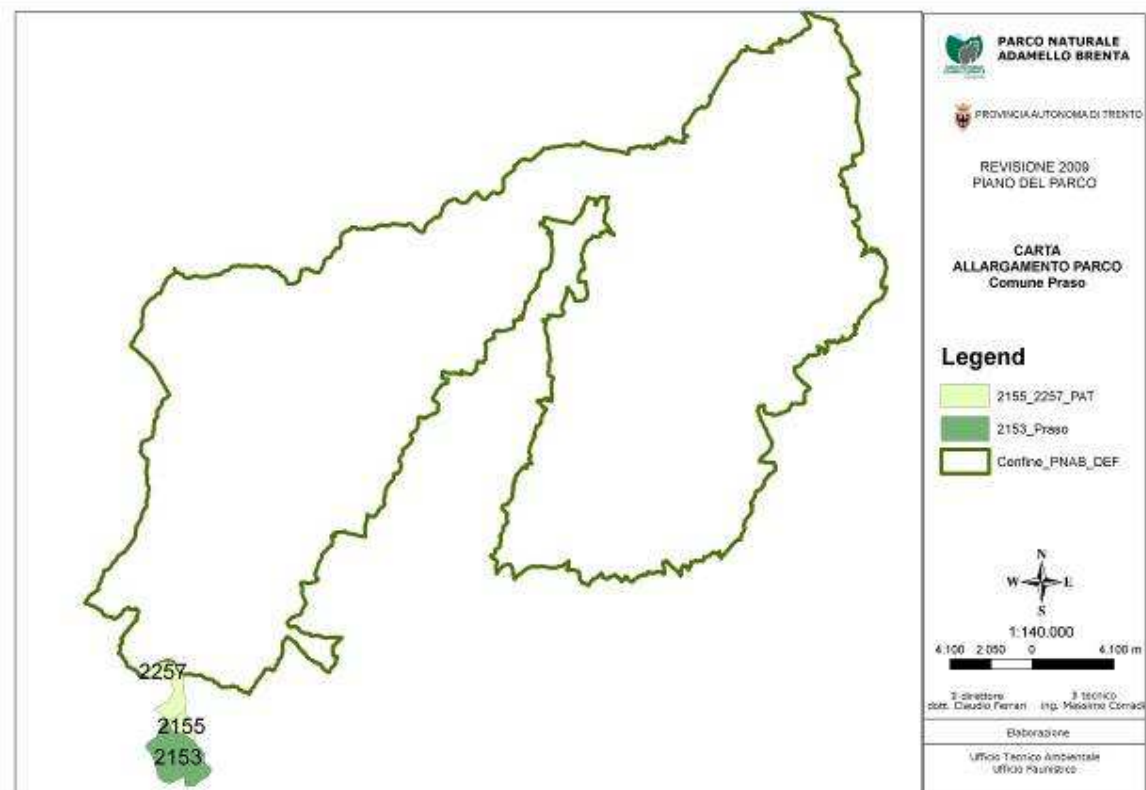 PARCO NATURALE
ADAMELLO BRENTA
PROVINCIA AUTONOMA DI TRENTO
REVISIONE 2009
PIANO DEL PARCO
CARTA
ALLARGAMENTO PARCO
Comune Praso
Legend
2155_2257_PAT
2153_Praso
Confine_PNAB_DEF
N
W E
S
1:140.000
4.100 2.050 0 4.100 m
Il direttore Il tecnico
dott. Claudio Ferrari ing. Massimo Corradi
Elaborazione
Ufficio Tecnico Ambientale
Ufficio Faunistico
2257
2155
2153